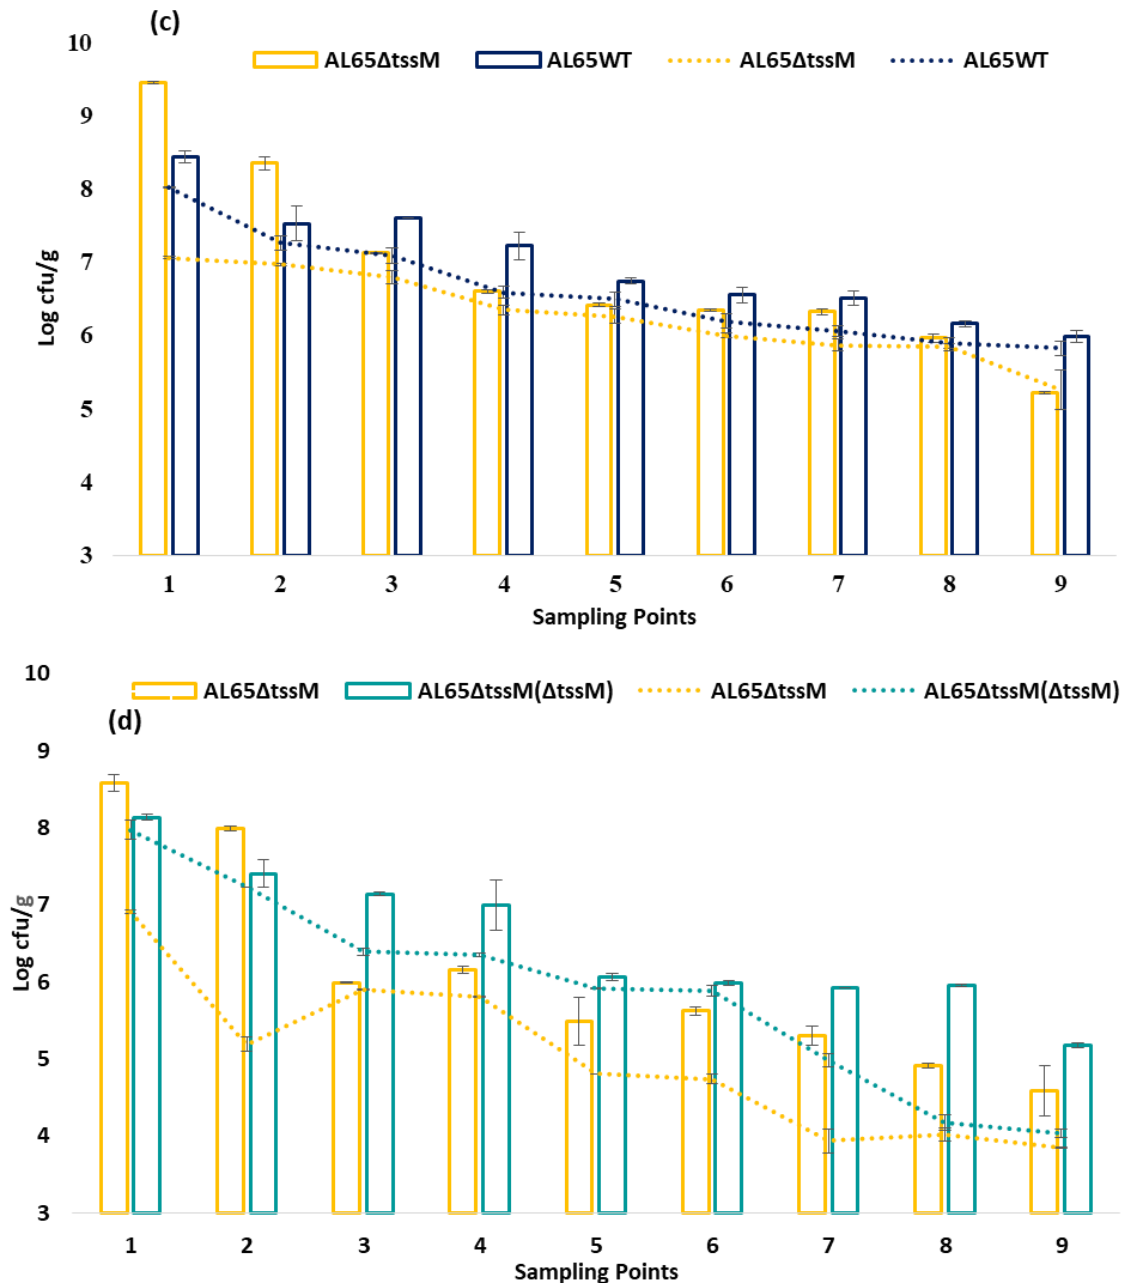 (c)
10
AL65ΔtssM AL65WT AL65ΔtssM AL65WT
9
8
7
6
5
4
3
Log cfu/g
1 2 3 4 5 6 7 8 9
Sampling Points
10
AL65ΔtssM AL65ΔtssM(ΔtssM) AL65ΔtssM AL65ΔtssM(ΔtssM)
(d)
9
8
7
6
5
4
3
Log cfu/g
1 2 3 4 5 6 7 8 9
Sampling Points